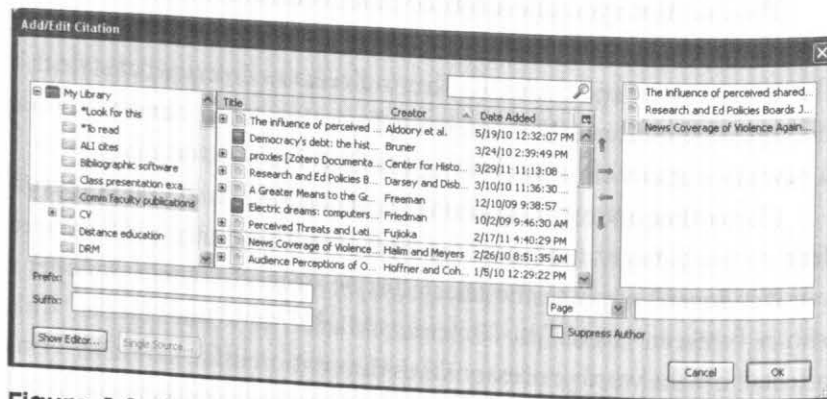 Add/Edit Citation
My Library
*Look for this
*To read
ALI cites
Bibliographic software
Class presentation exa...
Comm Faculty publications
CV
Distance education
DRM
Title Creator Date Added
The influence of perceived ... Aldoory et al. 5/19/10 12:32:07 PM
Democracy's debt: the hist... Bruner 3/24/10 2:39:49 PM
proxies [Zotero Documenta... Center for Histo... 3/29/11 11:13:08
Research and Ed Policies B... Darsey and Disb... 3/10/10 11:36:30
A Greater Means to the Gr... Freeman 12/10/09 9:38:57
Electric dreams: computers... Friedman 10/2/09 9:46:30 AM
Perceived Threats and Lati... Fujioka 2/17/11 4:40:29 PM
News Coverage of Violence... Halim and Meyers 2/26/10 8:51:35 AM
Audience Perceptions of O... Hoffner and Coh... 1/5/10 12:29:22 PM
The influence of perceived shared...
Research and Ed Policies Boards J...
News Coverage of Violence Again...
Prefix:
Suffix:
Page
Suppress Author
Show Editor...
Single Source...
Cancel
OK
Figure